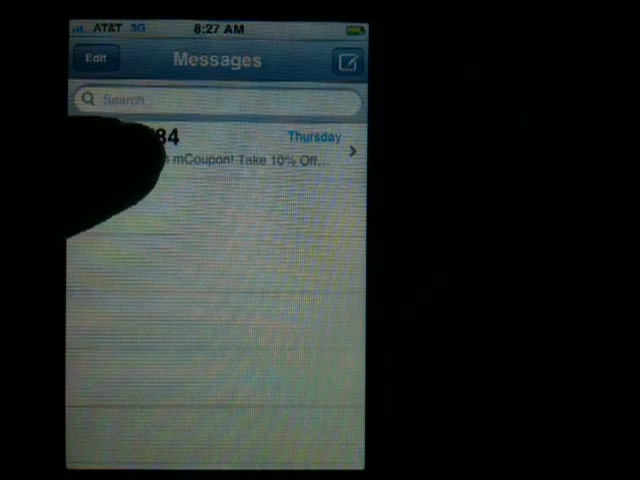 AT&T 3G 8:27 AM
Edit Messages
Search
84 Thursday
mCoupon! Take 10% Off...